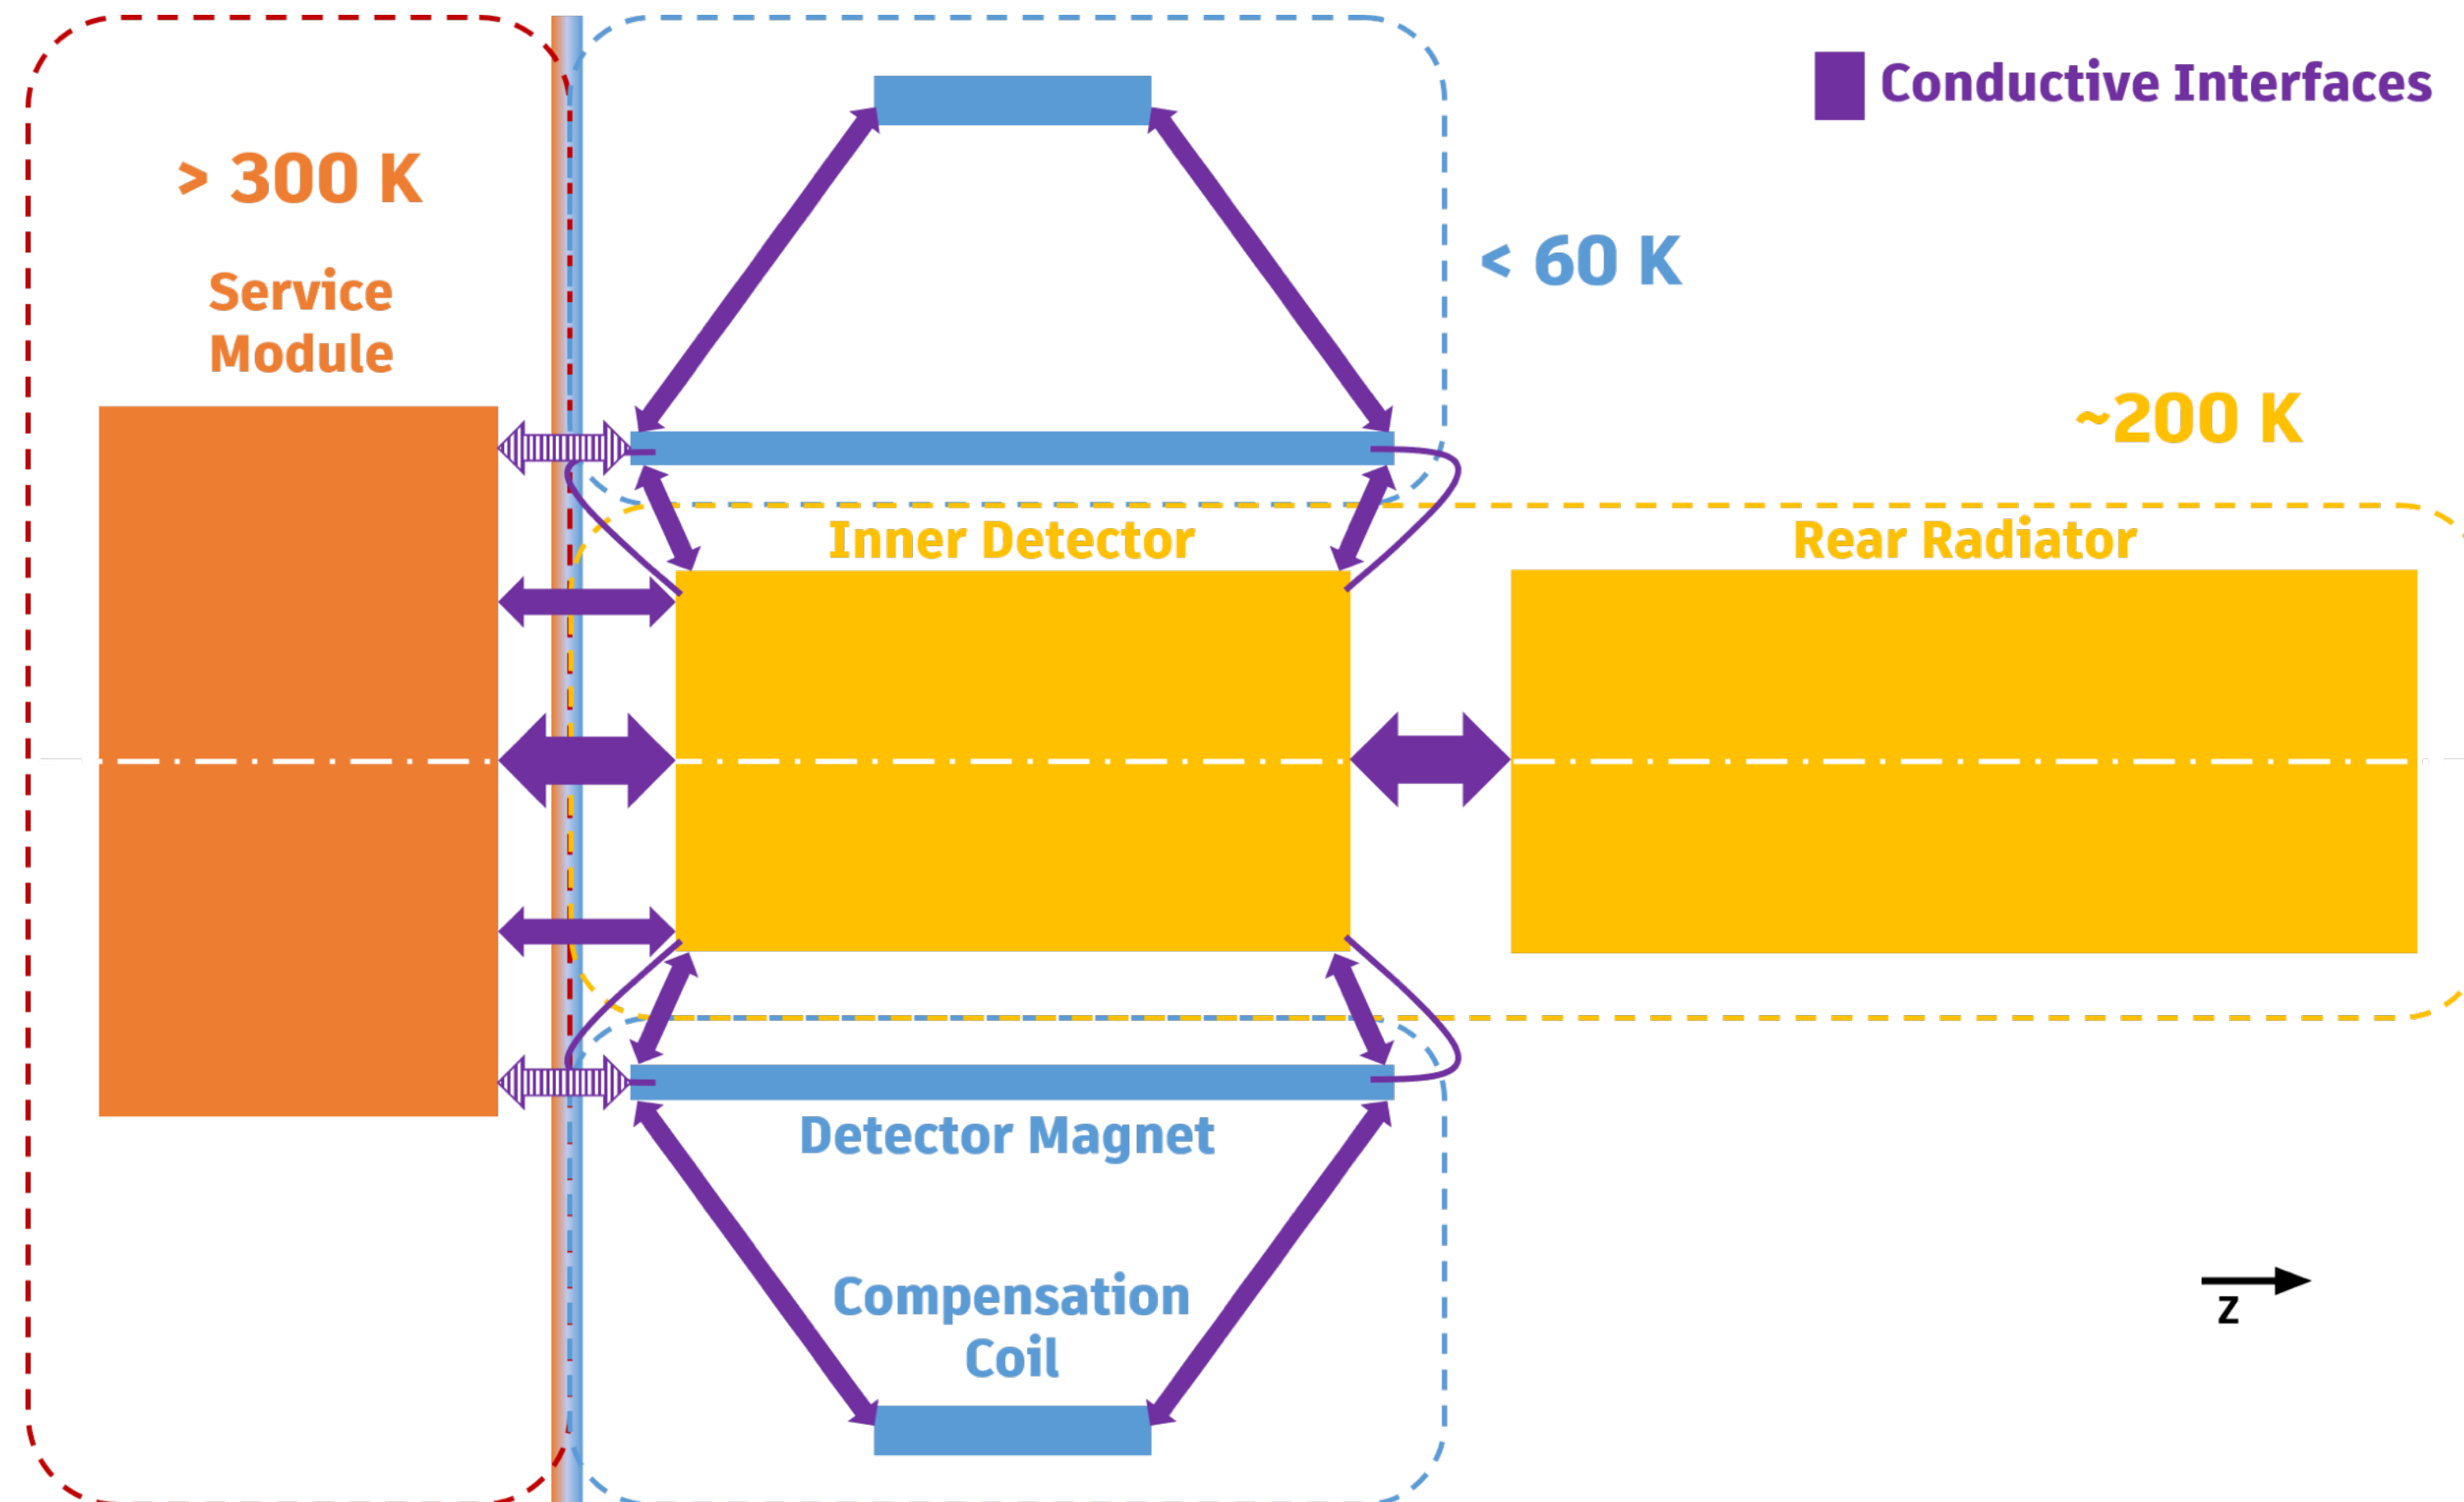 Conductive Interfaces
> 300 K
Service
Module
< 60 K
~200 K
Inner Detector
Rear Radiator
Detector Magnet
Compensation
Coil
z